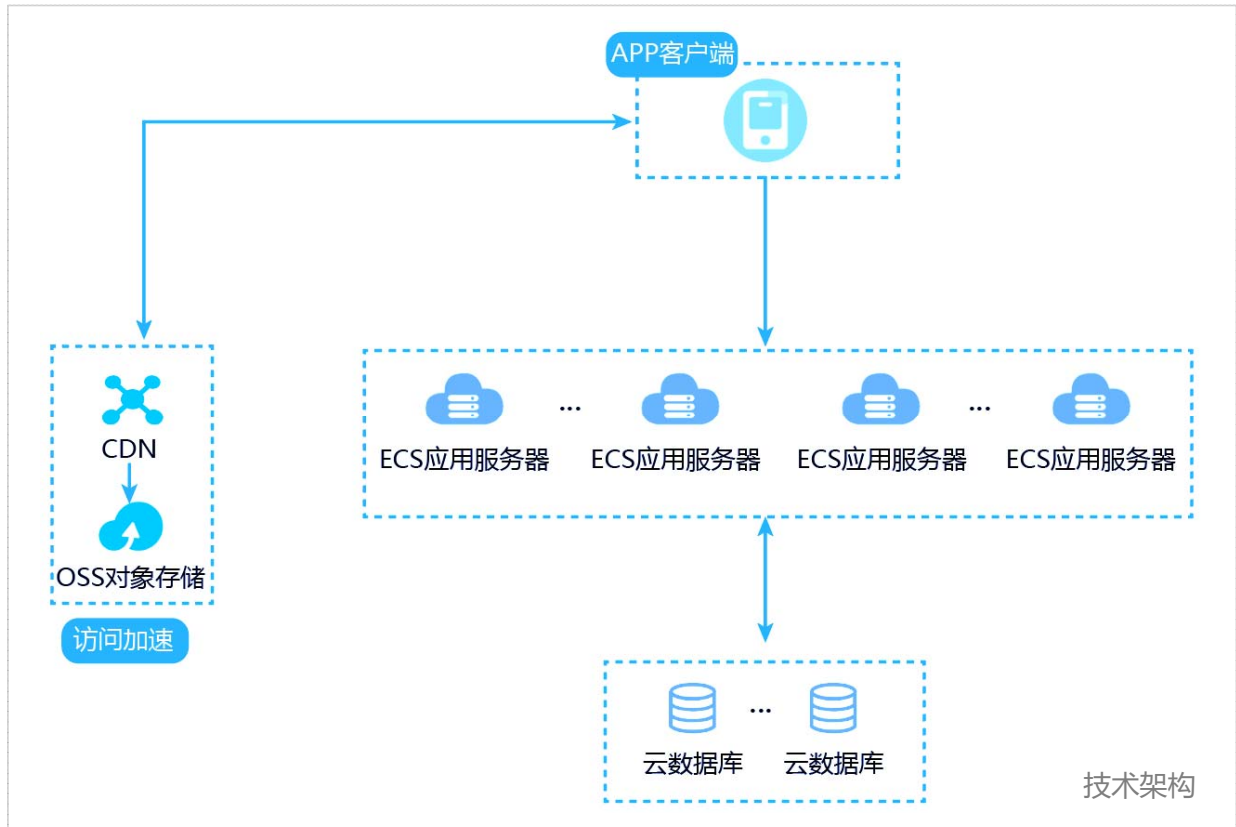 APP客户端
CDN
OSS对象存储
访问加速
...
...
ECS应用服务器
ECS应用服务器
ECS应用服务器
ECS应用服务器
...
云数据库
云数据库
技术架构